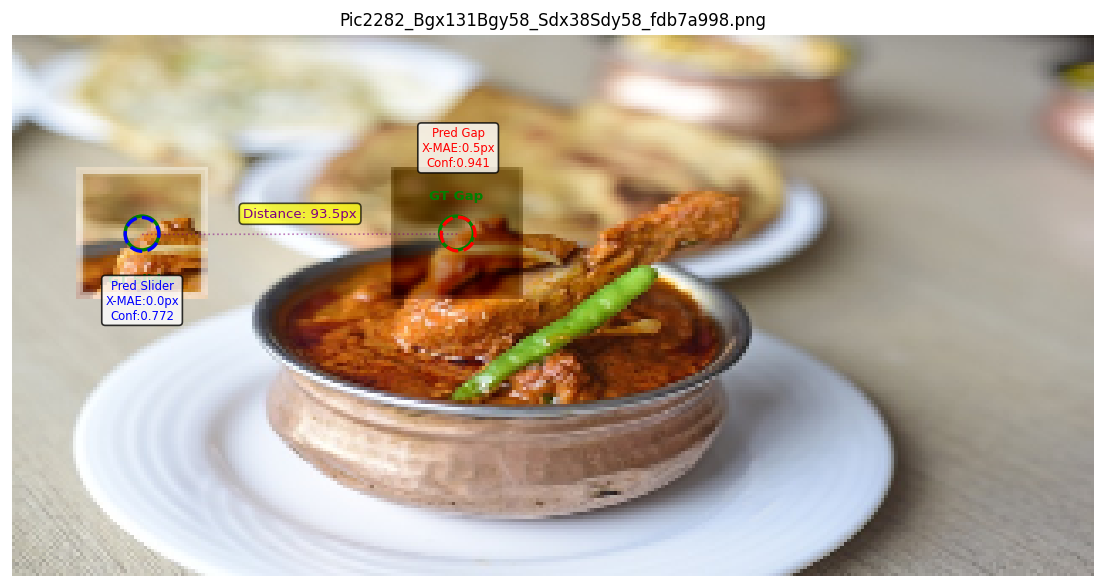 Pic2282_Bgx131Bgy58_Sdx38Sdy58_fdb7a998.png
Pred Gap
X-MAE:0.5px
Conf:0.941
GT Gap
Distance: 93.5px
Pred Slider
X-MAE:0.0px
Conf:0.772